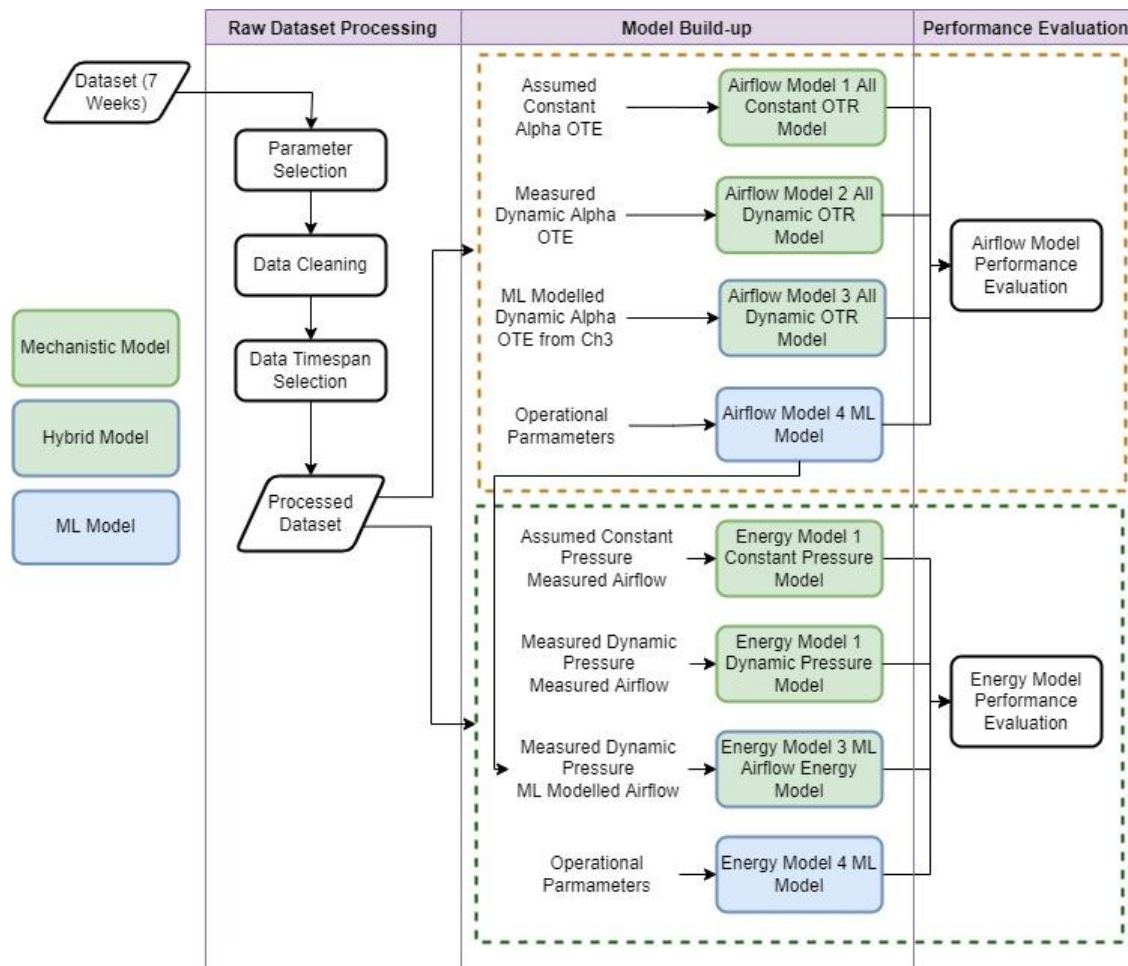 Raw Dataset Processing
Model Build-up
Performance Evaluation
Dataset (7
Weeks)
Parameter
Selection
Data Cleaning
Data Timespan
Selection
Processed
Dataset
Mechanistic Model
Hybrid Model
ML Model
Assumed
Constant
Alpha OTE
Airflow Model 1 All
Constant OTR
Model
Measured
Dynamic Alpha
OTE
Airflow Model 2 All
Dynamic OTR
Model
ML Modelled
Dynamic Alpha
OTE from Ch3
Airflow Model 3 All
Dynamic OTR
Model
Operational
Parmameters
Airflow Model 4 ML
Model
Airflow Model
Performance
Evaluation
Assumed Constant
Pressure
Measured Airflow
Energy Model 1
Constant Pressure
Model
Measured Dynamic
Pressure
Measured Airflow
Energy Model 1
Dynamic Pressure
Model
Measured Dynamic
Pressure
ML Modelled Airflow
Energy Model 3 ML
Airflow Energy
Model
Operational
Parmameters
Energy Model 4 ML
Model
Energy Model
Performance
Evaluation